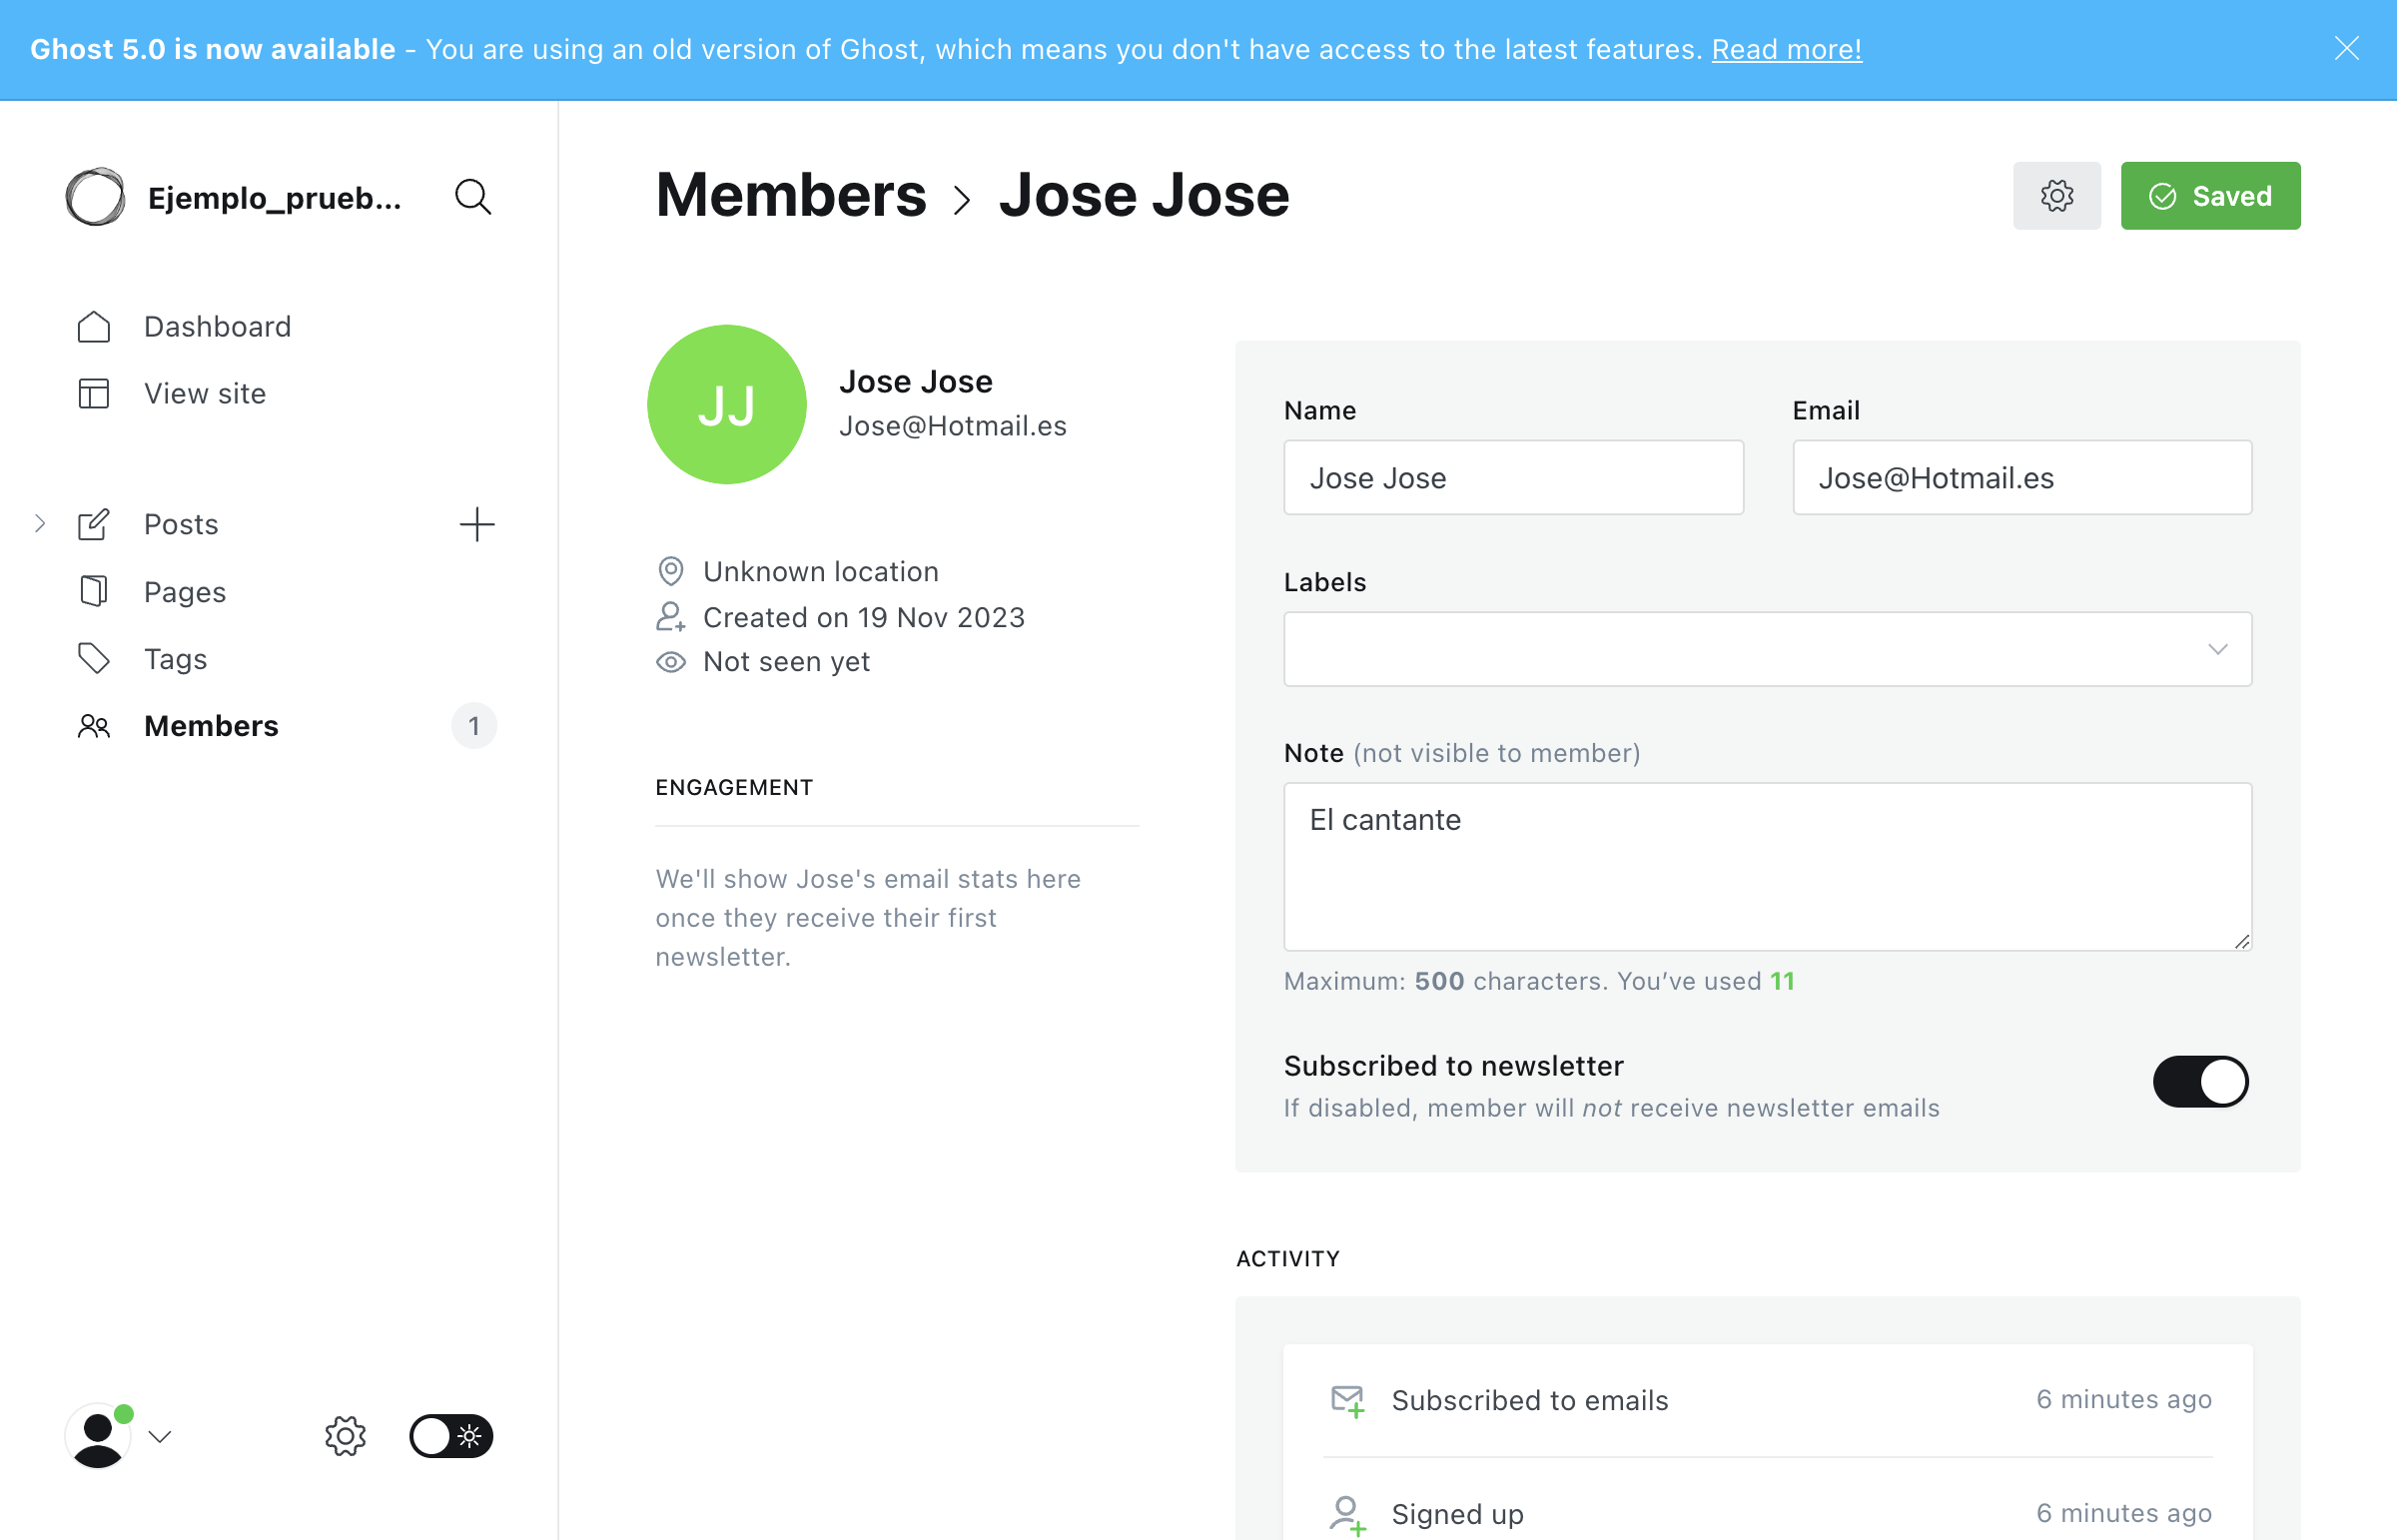 Ghost 5.0 is now available - You are using an old version of Ghost, which means you don't have access to the latest features. Read more!
Ejemplo_prueb...
Dashboard
View site
Posts
Pages
Tags
Members 1
Members > Jose Jose
Saved
JJ
Jose Jose
Jose@Hotmail.es
Unknown location
Created on 19 Nov 2023
Not seen yet
ENGAGEMENT
We'll show Jose's email stats here
once they receive their first
newsletter.
Name
Jose Jose
Email
Jose@Hotmail.es
Labels
Note (not visible to member)
El cantante
Maximum: 500 characters. You’ve used 11
Subscribed to newsletter
If disabled, member will not receive newsletter emails
ACTIVITY
Subscribed to emails 6 minutes ago
Signed up 6 minutes ago